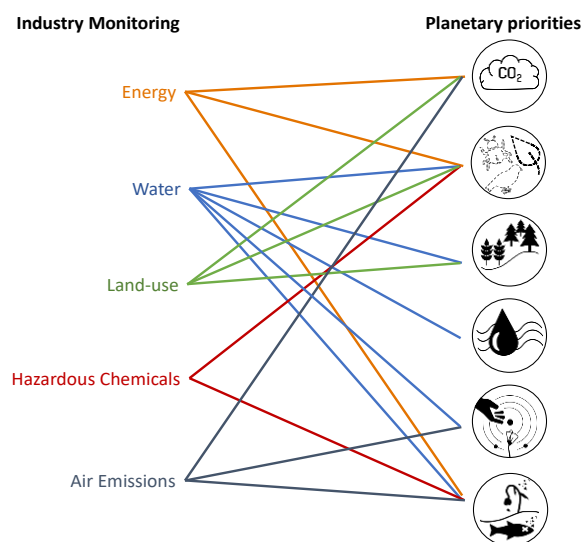 Industry Monitoring
Planetary priorities
CO2
Energy
Water
Land-use
Hazardous Chemicals
Air Emissions